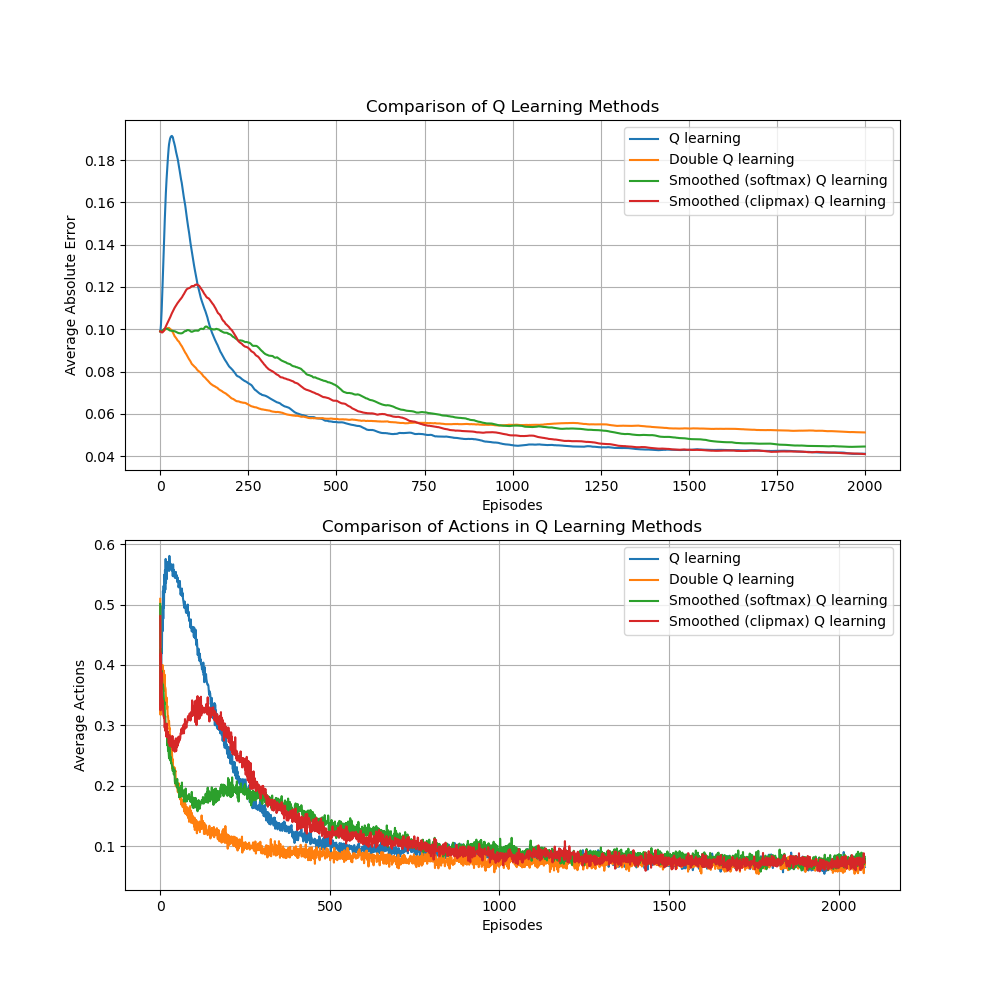 Comparison of Q Learning Methods
Average Absolute Error
0.18
0.16
0.14
0.12
0.10
0.08
0.06
0.04
Q learning
Double Q learning
Smoothed (softmax) Q learning
Smoothed (clipmax) Q learning
0 250 500 750 1000 1250 1500 1750 2000
Episodes
Comparison of Actions in Q Learning Methods
Average Actions
0.6
0.5
0.4
0.3
0.2
0.1
Q learning
Double Q learning
Smoothed (softmax) Q learning
Smoothed (clipmax) Q learning
0 500 1000 1500 2000
Episodes